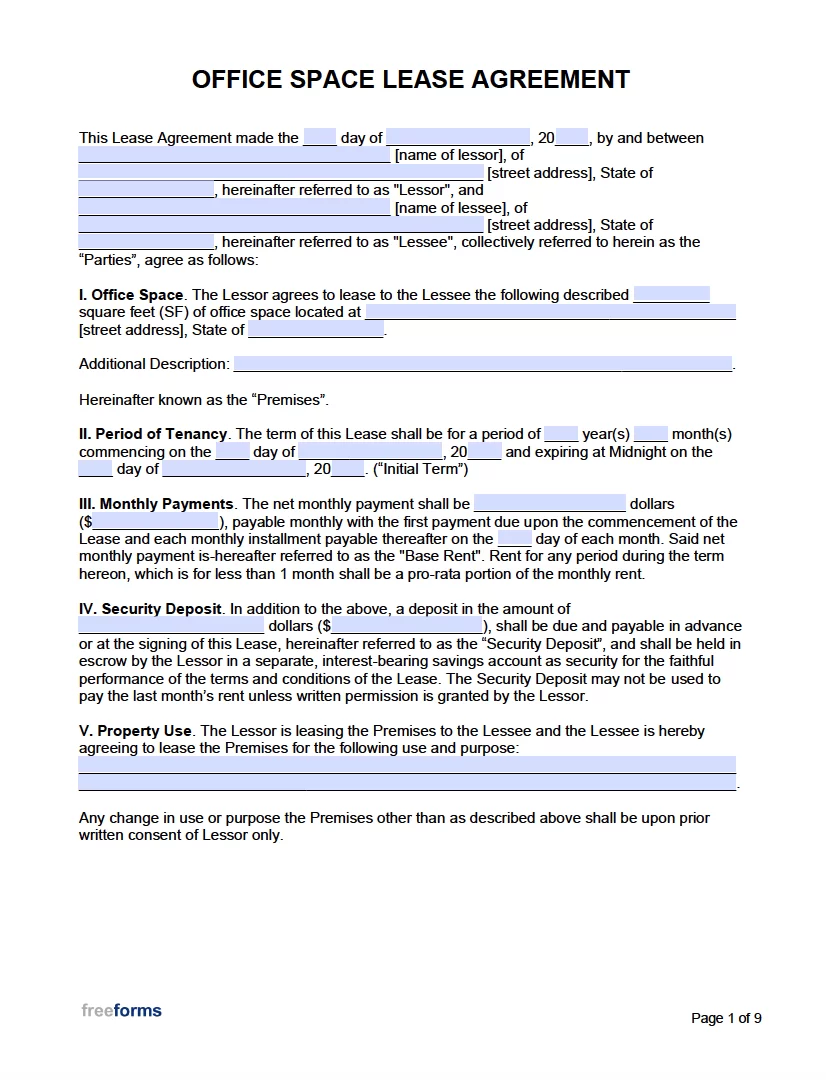 OFFICE SPACE LEASE AGREEMENT
This Lease Agreement made the ____ day of ________________, 20____, by and between
____________________________________ [name of lessor], of
_______________________________________________ [street address], State of
________________, hereinafter referred to as "Lessor", and
____________________________________ [name of lessee], of
_______________________________________________ [street address], State of
________________, hereinafter referred to as "Lessee", collectively referred to herein as the
“Parties”, agree as follows:
I. Office Space. The Lessor agrees to lease to the Lessee the following described _________
square feet (SF) of office space located at ___________________________________________
[street address], State of ________________.
Additional Description: __________________________________________________________.
Hereinafter known as the “Premises”.
II. Period of Tenancy. The term of this Lease shall be for a period of ____ year(s) ____ month(s)
commencing on the ____ day of _________________, 20____ and expiring at Midnight on the
____ day of _________________, 20____. (“Initial Term”)
III. Monthly Payments. The net monthly payment shall be __________________ dollars
($_______________), payable monthly with the first payment due upon the commencement of the
Lease and each monthly installment payable thereafter on the ____ day of each month. Said net
monthly payment is-hereafter referred to as the "Base Rent". Rent for any period during the term
hereon, which is for less than 1 month shall be a pro-rata portion of the monthly rent.
IV. Security Deposit. In addition to the above, a deposit in the amount of
______________________ dollars ($__________________), shall be due and payable in advance
or at the signing of this Lease, hereinafter referred to as the “Security Deposit”, and shall be held in
escrow by the Lessor in a separate, interest-bearing savings account as security for the faithful
performance of the terms and conditions of the Lease. The Security Deposit may not be used to
pay the last month’s rent unless written permission is granted by the Lessor.
V. Property Use. The Lessor is leasing the Premises to the Lessee and the Lessee is hereby
agreeing to lease the Premises for the following use and purpose:
______________________________________________________________________________
______________________________________________________________________________.
Any change in use or purpose the Premises other than as described above shall be upon prior
written consent of Lessor only.
freeforms
Page 1 of 9